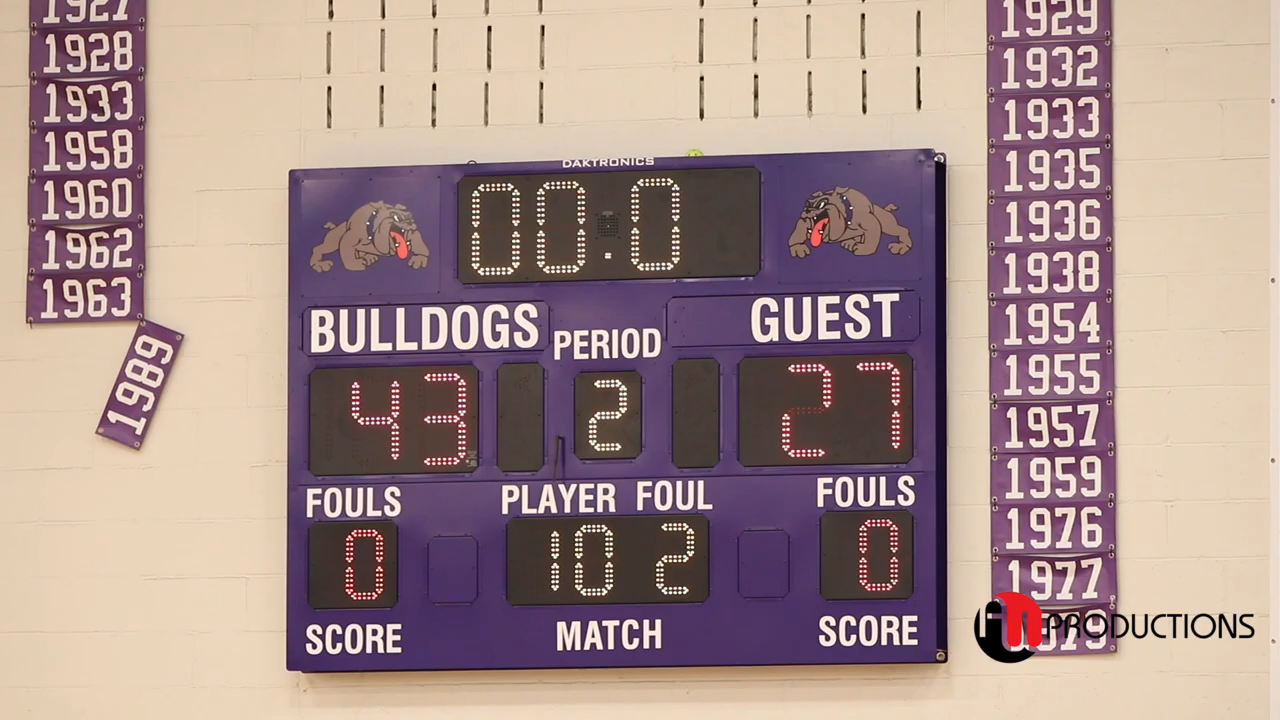 1927
1928
1933
1958
1960
1962
1963
1989
DAKTRONICS
00.0
BULLDOGS
PERIOD
GUEST
43
2
27
FOULS
PLAYER FOUL
FOULS
0
10 2
0
SCORE
MATCH
SCORE
1929
1932
1933
1935
1936
1938
1954
1955
1957
1959
1976
1977
PRODUCTIONS